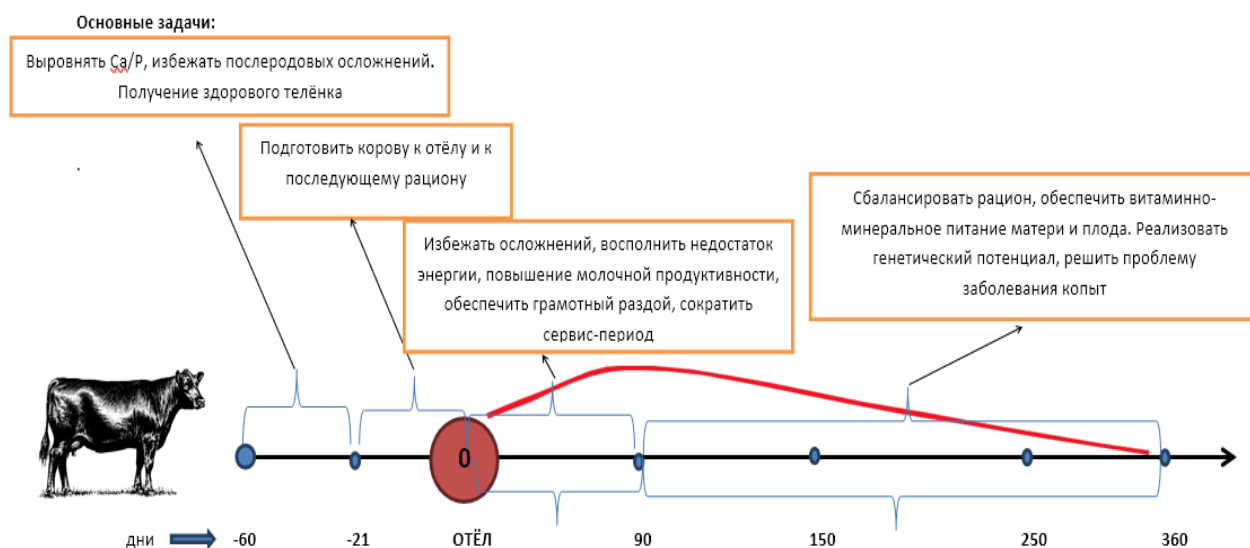 Основные задачи:
Выровнять Ca/P, избежать послеродовых осложнений.
Получение здорового телёнка
Подготовить корову к отёлу и к
последующему рациону
Избежать осложнений, восполнить недостаток
энергии, повышение молочной продуктивности,
обеспечить грамотный раздой, сократить
сервис-период
Сбалансировать рацион, обеспечить витаминно-
минеральное питание матери и плода. Реализовать
генетический потенциал, решить проблему
заболевания копыт
0
дни -60 -21 ОТЁЛ 90 150 250 360